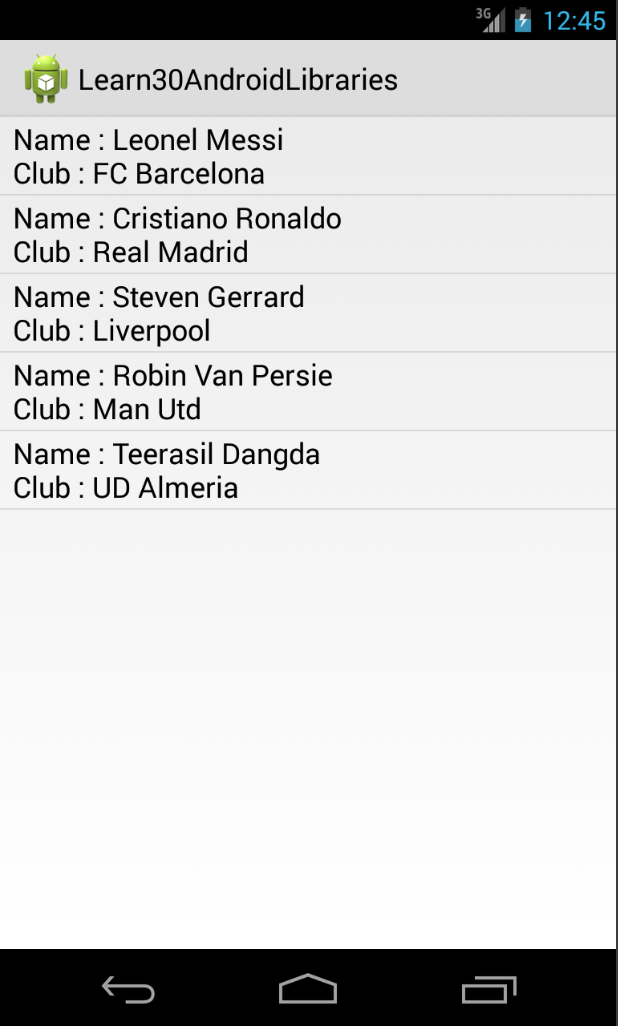 3G 12:45
Learn30AndroidLibraries
Name : Leonel Messi
Club : FC Barcelona
Name : Cristiano Ronaldo
Club : Real Madrid
Name : Steven Gerrard
Club : Liverpool
Name : Robin Van Persie
Club : Man Utd
Name : Teerasil Dangda
Club : UD Almeria